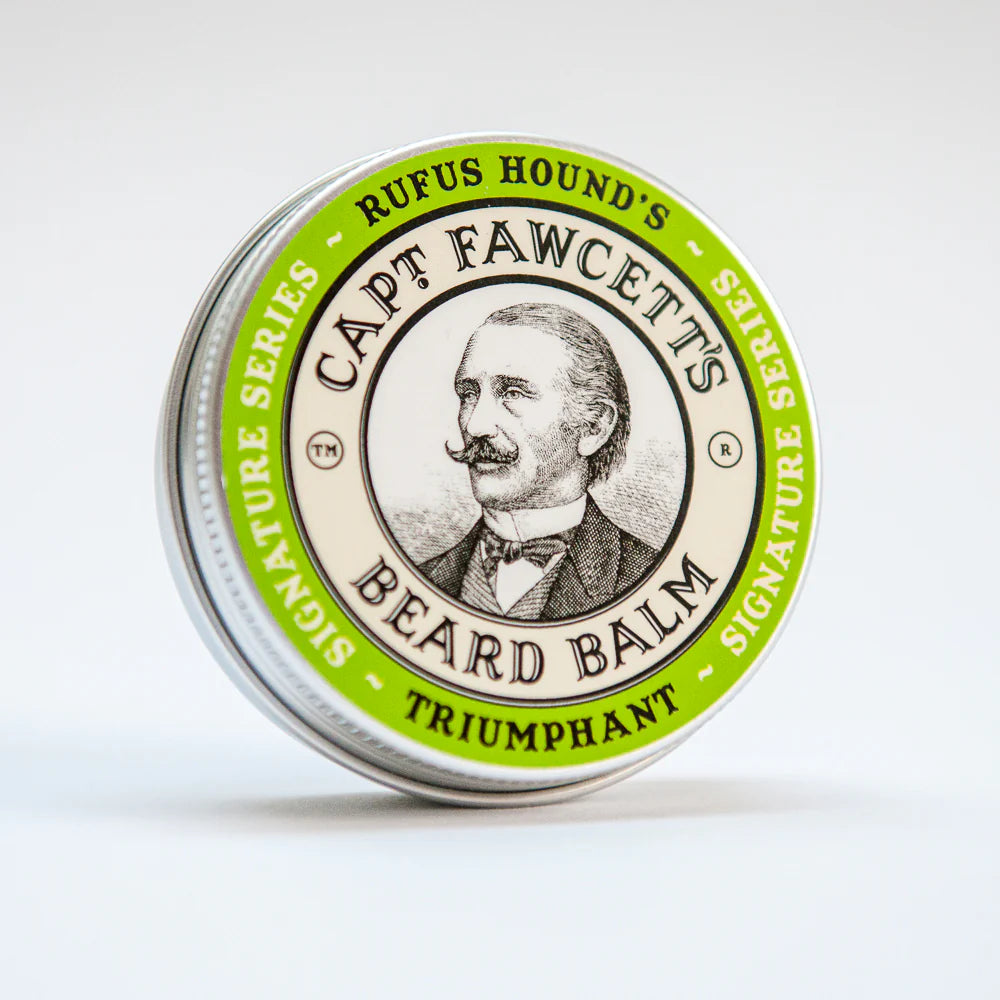 ~ RUFUS HOUND'S ~
SIGNATURE SERIES
SIGNATURE SERIES
CAPT. FAWCETT'S
TM
R
BEARD BALM
~ TRIUMPHANT ~